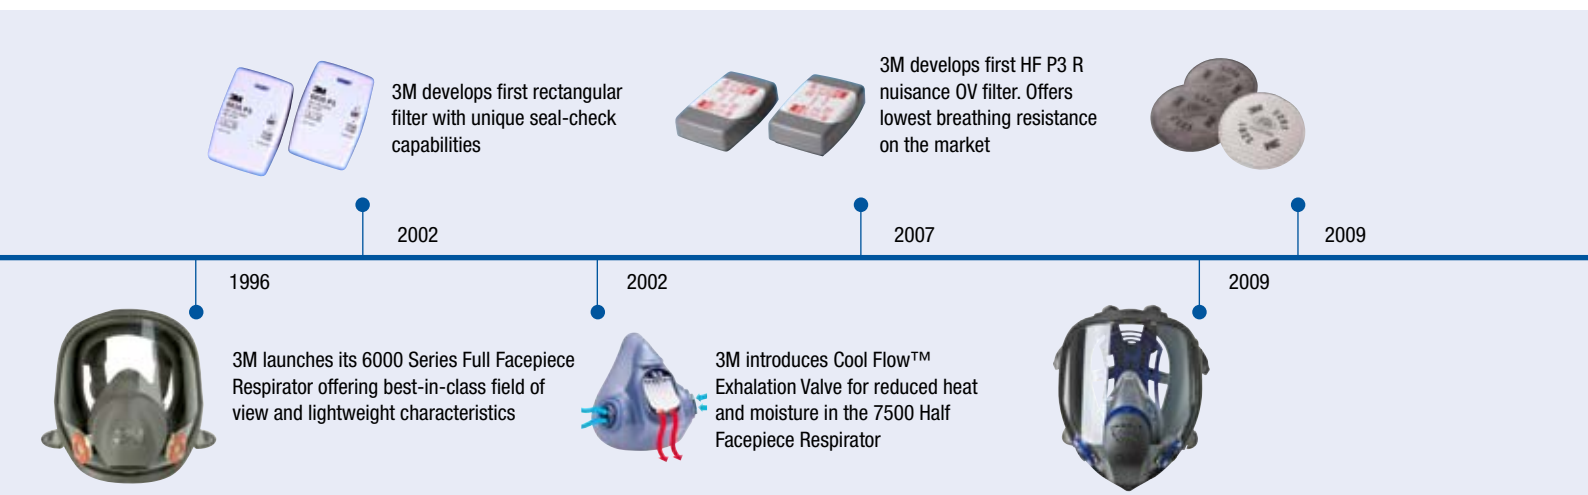 3M develops first rectangular
filter with unique seal-check
capabilities
3M develops first HF P3 R
nuisance OV filter. Offers
lowest breathing resistance
on the market
2002
2007
2009
1996
2002
2009
3M launches its 6000 Series Full Facepiece
Respirator offering best-in-class field of
view and lightweight characteristics
3M introduces Cool Flow™
Exhalation Valve for reduced heat
and moisture in the 7500 Half
Facepiece Respirator